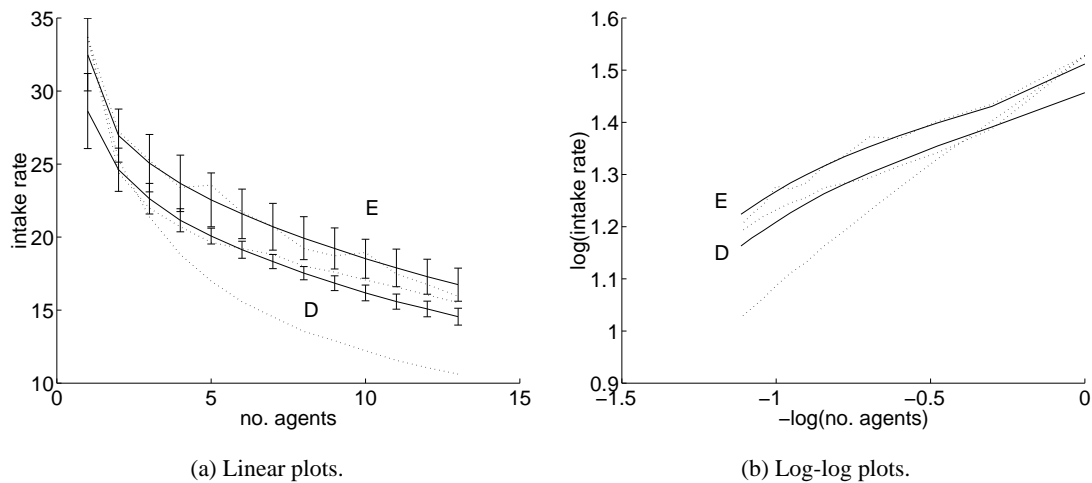 35
30
25
20
15
10
0
5
10
15
intake rate
no. agents
E
D
(a) Linear plots.
1.6
1.5
1.4
1.3
1.2
1.1
1
0.9
−1.5
−1
−0.5
0
log(intake rate)
−log(no. agents)
E
D
(b) Log-log plots.